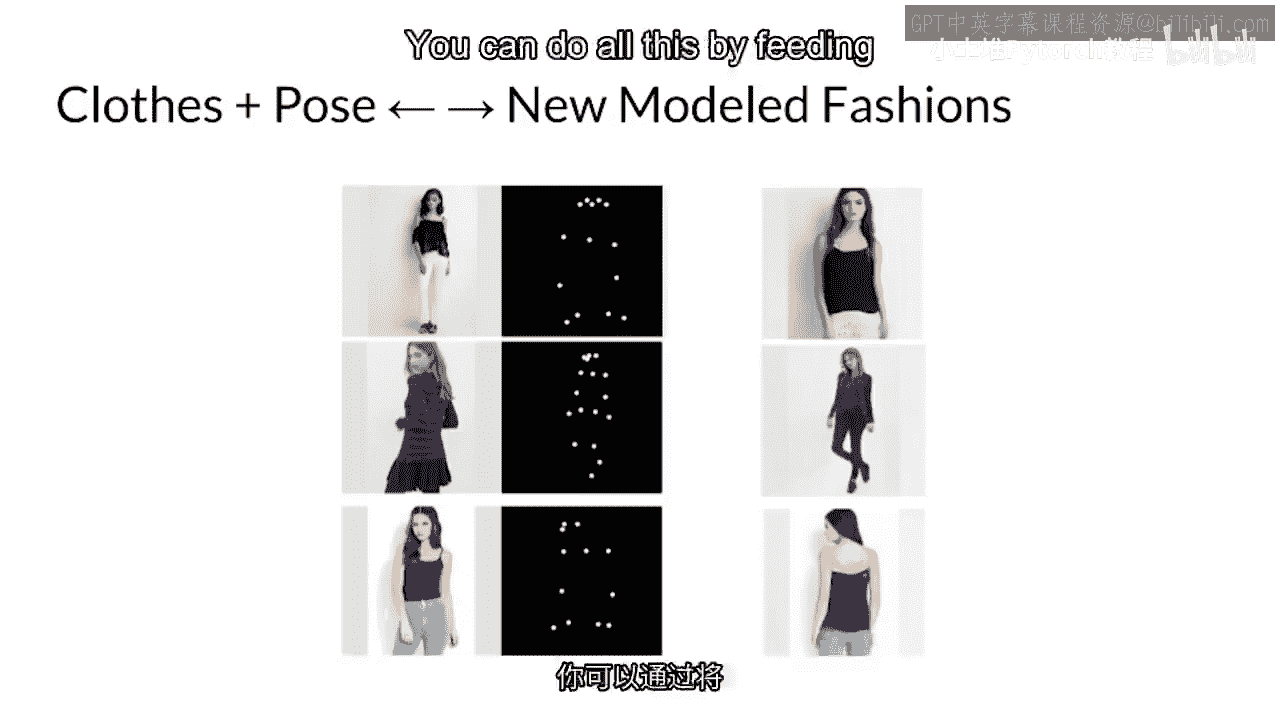 GPT中英字幕课程资源@bilibili.com
You can do all this by feeding
小土堆Pytorch教程 bilibili
Clothes + Pose ← → New Modeled Fashions
你可以通过将